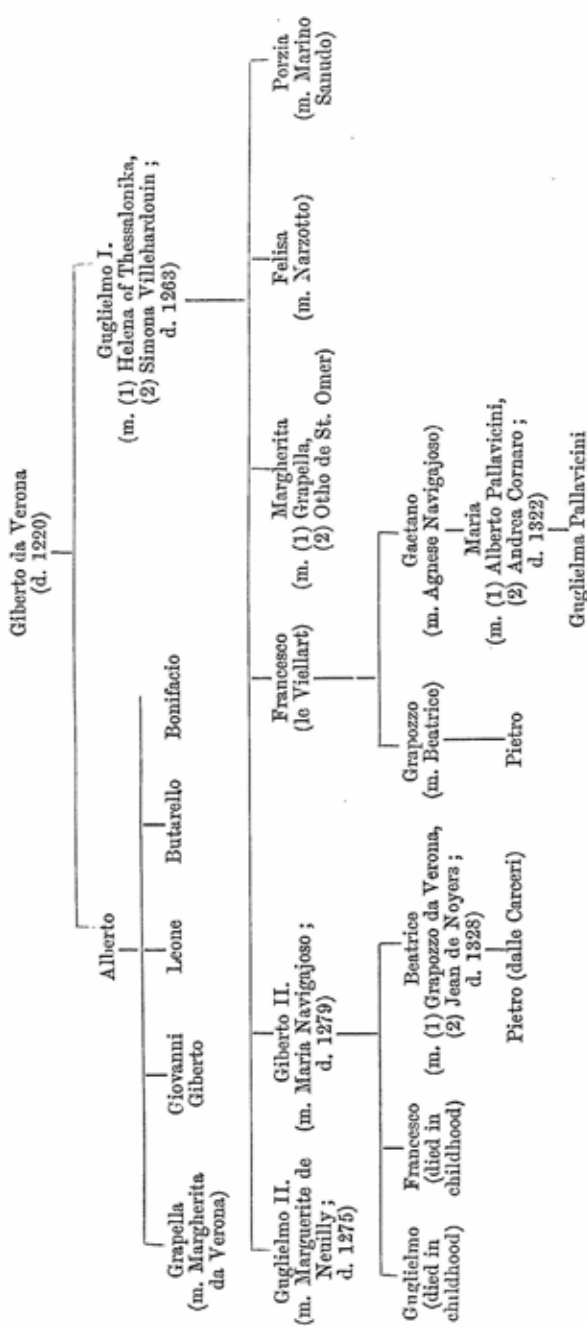 Giberto da Verona
(d. 1220)
Alberto
Guglielmo I.
(m. (1) Helena of Thessalonika,
(2) Simona Villehardouin ;
d. 1263)
Grapella
(m. Margherita
da Verona)
Giovanni
Giberto
Leone
Butarello
Bonifacio
Guglielmo II.
(m. Marguerite de
Neuilly ;
d. 1275)
Giberto II.
(m. Maria Navigajoso ;
d. 1279)
Francesco
(le Viellart)
Margherita
(m. (1) Grapella,
(2) Otho de St. Omer)
Felisa
(m. Narzotto)
Porzia
(m. Marino
Sanudo)
Guglielmo
(died in
childhood)
Francesco
(died in
childhood)
Beatrice
(m. (1) Grapozzo da Verona,
(2) Jean de Noyers ;
d. 1328)
Grapozzo
(m. Beatrice)
Gaetano
(m. Agnese Navigajoso)
Pietro (dalle Carceri)
Pietro
Maria
(m. (1) Alberto Pallavicini,
(2) Andrea Cornaro ;
d. 1322)
Guglielma Pallavicini